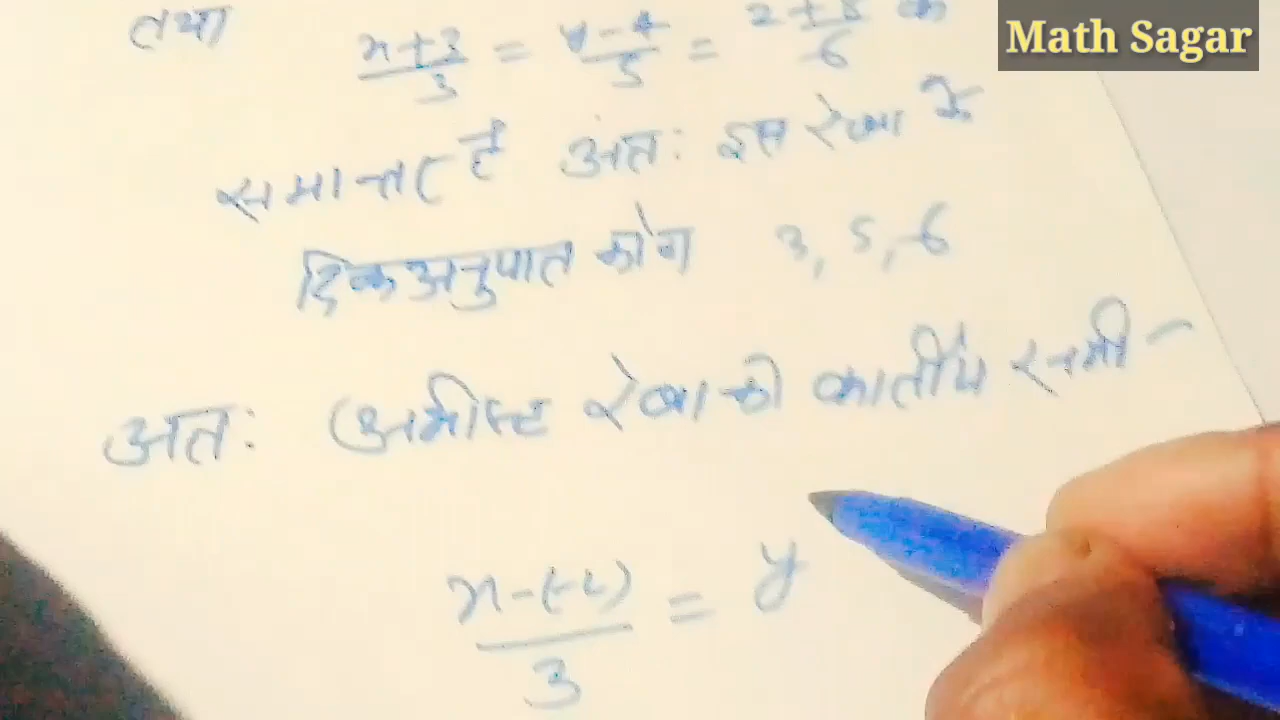 Math Sagar
तथा x+3/3 = y-4/5 = z+8/6 के
समान्तर है अंत: इस रेखा के
दिक्अनुपात होंगे 3, 5, 6
अत: अभीष्ट रेखा की कार्तीय समी-
x-(-2)/3 = y